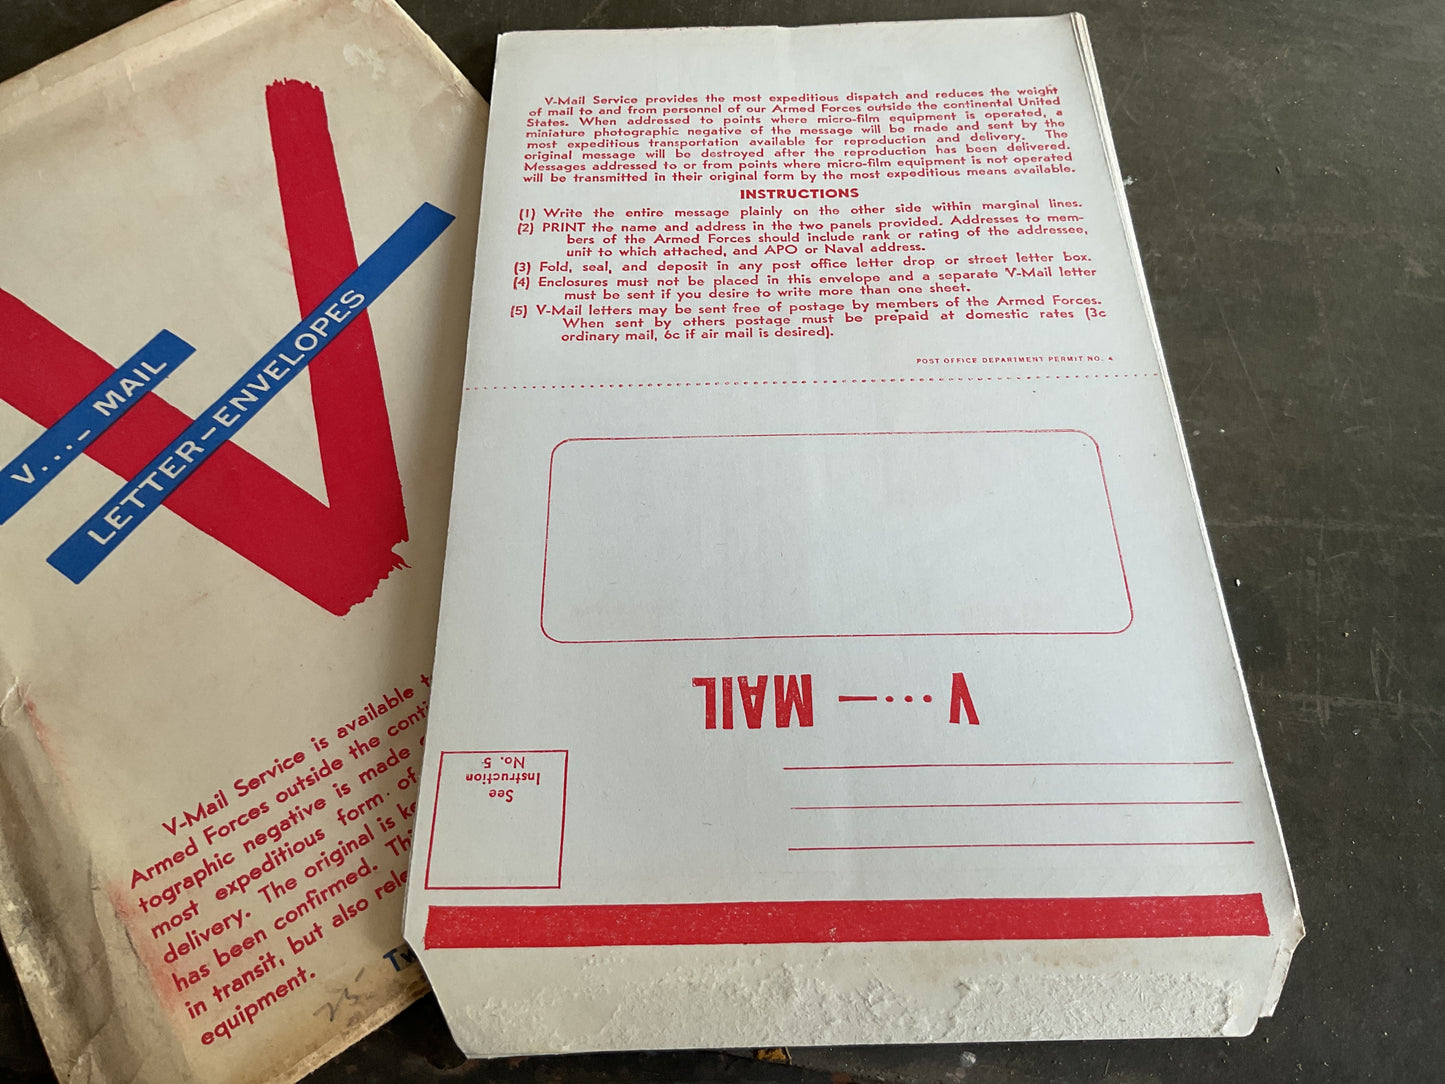 V...– MAIL
LETTER–ENVELOPES
V-Mail Service is available
Armed Forces outside the
tographic negative is made
most expeditious form of
delivery. The original is
has been confirmed.
in transit, but also
equipment.
25
V-Mail Service provides the most expeditious dispatch and reduces the weight
of mail to and from personnel of our Armed Forces outside the continental United
States. When addressed to points where micro-film equipment is operated, a
miniature photographic negative of the message will be made and sent by the
most expeditious transportation available for reproduction and delivery. The
original message will be destroyed after the reproduction has been delivered.
Messages addressed to or from points where micro-film equipment is not operated
will be transmitted in their original form by the most expeditious means available.
INSTRUCTIONS
(1) Write the entire message plainly on the other side within marginal lines.
(2) PRINT the name and address in the two panels provided. Addresses to mem-
bers of the Armed Forces should include rank or rating of the addressee,
unit to which attached, and APO or Naval address.
(3) Fold, seal, and deposit in any post office letter drop or street letter box.
(4) Enclosures must not be placed in this envelope and a separate V-Mail letter
must be sent if you desire to write more than one sheet.
(5) V-Mail letters may be sent free of postage by members of the Armed Forces.
When sent by others postage must be prepaid at domestic rates (3c
ordinary mail, 6c if air mail is desired).
POST OFFICE DEPARTMENT PERMIT NO. 4
V...– MAIL
See
Instruction
No. 5